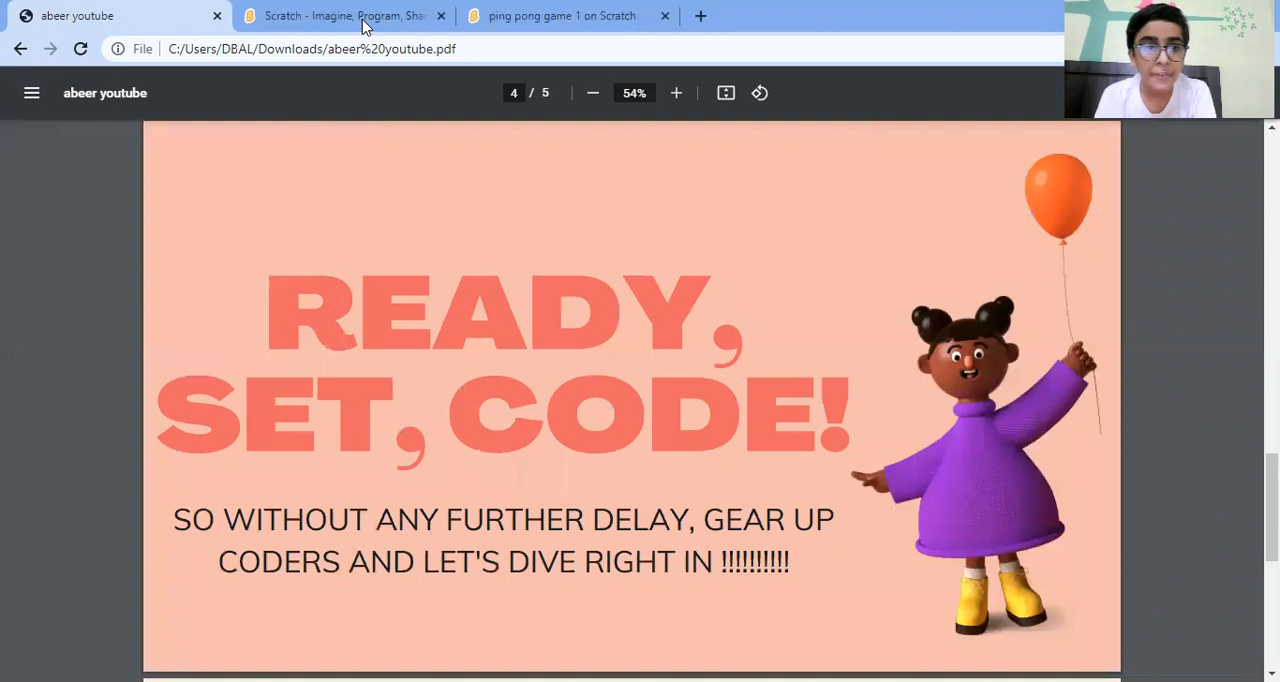 abeer youtube
Scratch - Imagine, Program, Sha
ping pong game 1 on Scratch
File
C:/Users/DBAL/Downloads/abeer%20youtube.pdf
abeer youtube
4 / 5
54%
READY,
SET, CODE!
SO WITHOUT ANY FURTHER DELAY, GEAR UP
CODERS AND LET'S DIVE RIGHT IN !!!!!!!!!!